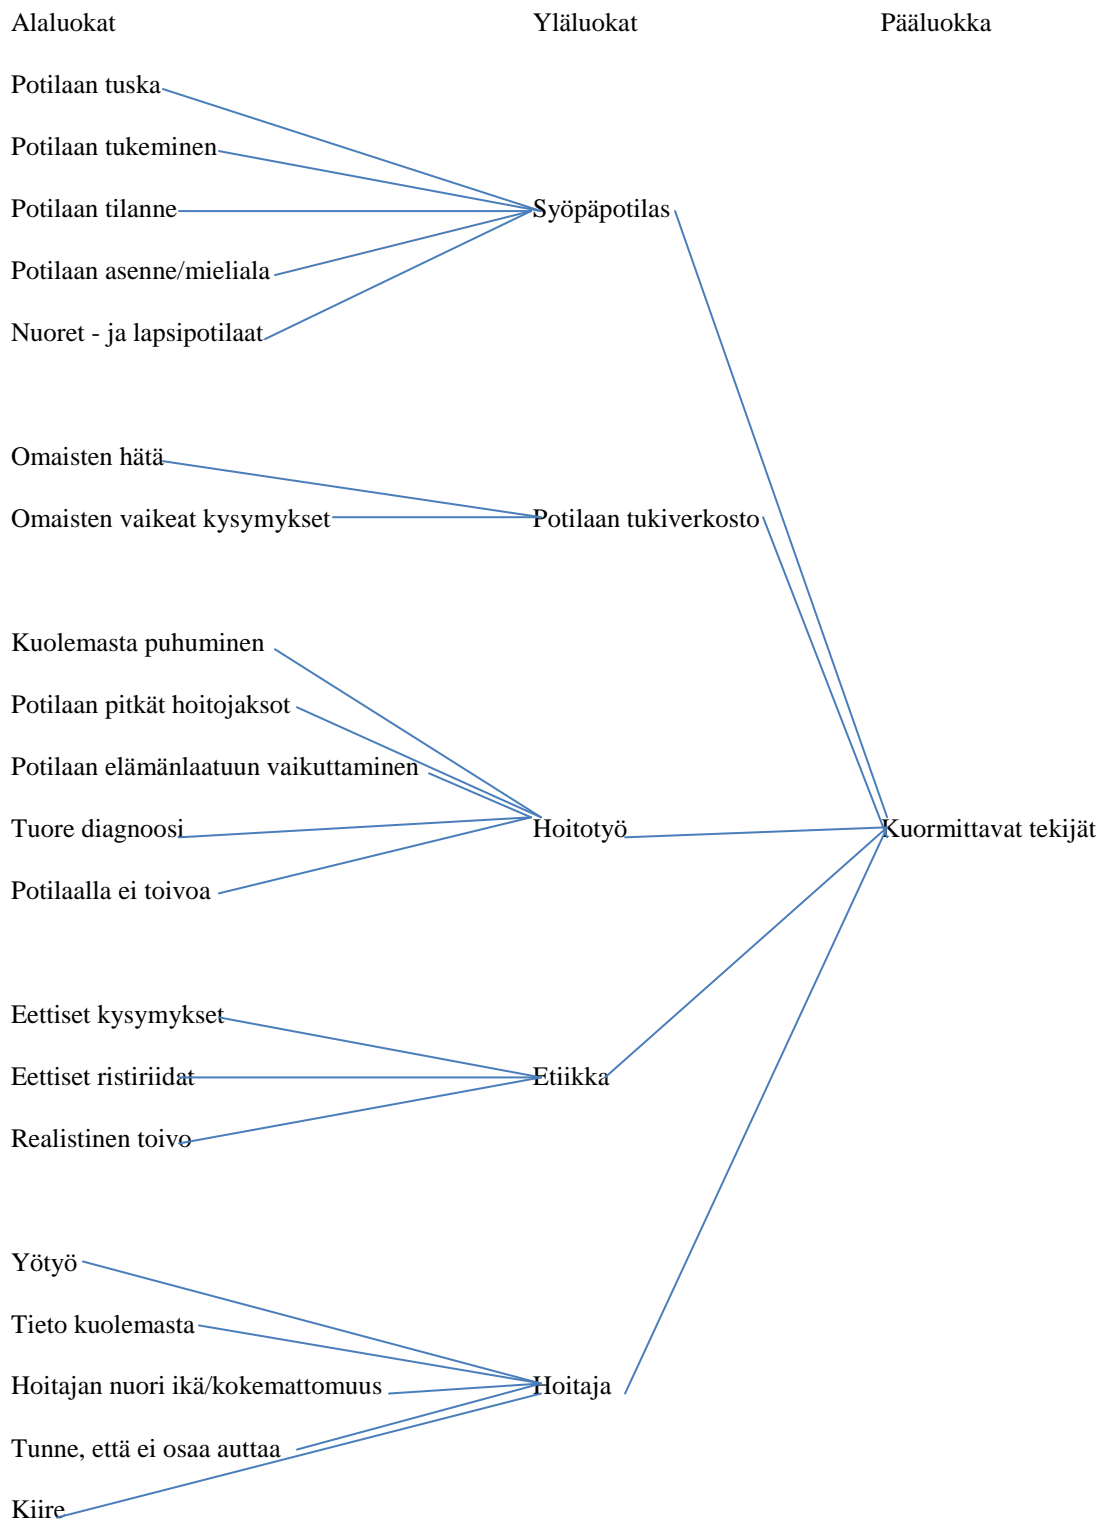 Alaluokat Yläluokat Pääluokka
Potilaan tuska
Potilaan tukeminen
Potilaan tilanne Syöpäpotilas
Potilaan asenne/mieliala
Nuoret - ja lapsipotilaat
Omaisten hätä
Omaisten vaikeat kysymykset Potilaan tukiverkosto
Kuolemasta puhuminen
Potilaan pitkät hoitojaksot
Potilaan elämänlaatuun vaikuttaminen
Tuore diagnoosi Hoitotyö Kuormittavat tekijät
Potilaalla ei toivoa
Eettiset kysymykset
Eettiset ristiriidat Etiikka
Realistinen toivo
Yötyö
Tieto kuolemasta
Hoitajan nuori ikä/kokemattomuus Hoitaja
Tunne, että ei osaa auttaa
Kiire